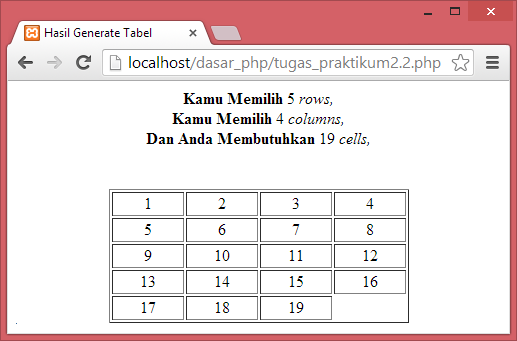 Hasil Generate Tabel
localhost/dasar_php/tugas_praktikum2.2.php
Kamu Memilih 5 rows,
Kamu Memilih 4 columns,
Dan Anda Membutuhkan 19 cells,
1 2 3 4
5 6 7 8
9 10 11 12
13 14 15 16
17 18 19
.